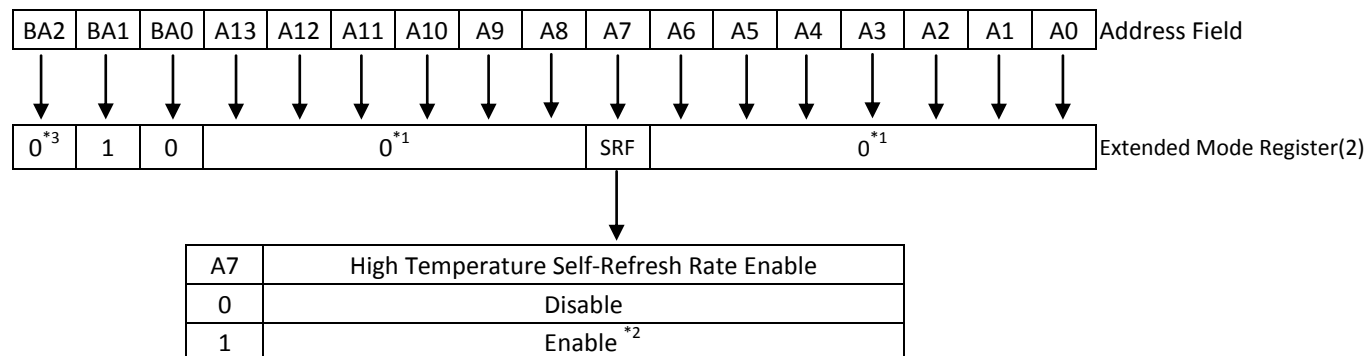 BA2 BA1 BA0 A13 A12 A11 A10 A9 A8 A7 A6 A5 A4 A3 A2 A1 A0 Address Field
0*3 1 0 0*1 SRF 0*1 Extended Mode Register(2)
A7 High Temperature Self-Refresh Rate Enable
0 Disable
1 Enable *2